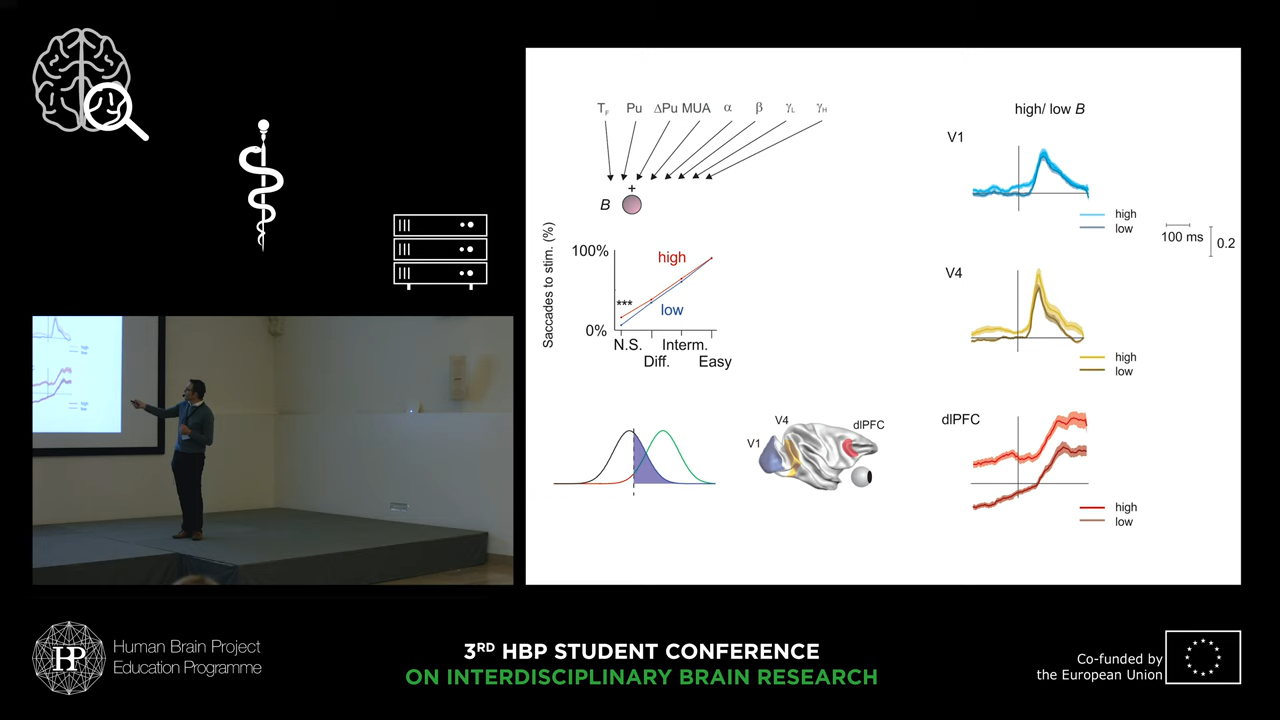 T_F Pu ΔPu MUA α β γ_L γ_H
B +
Saccades to stim. (%)
100%
high
***
low
0%
N.S. Interm.
Diff. Easy
V1
V4
dlPFC
high/ low B
V1
high
low
100 ms 0.2
V4
high
low
dlPFC
high
low
HP
Human Brain Project
Education Programme
3RD HBP STUDENT CONFERENCE
ON INTERDISCIPLINARY BRAIN RESEARCH
Co-funded by
the European Union